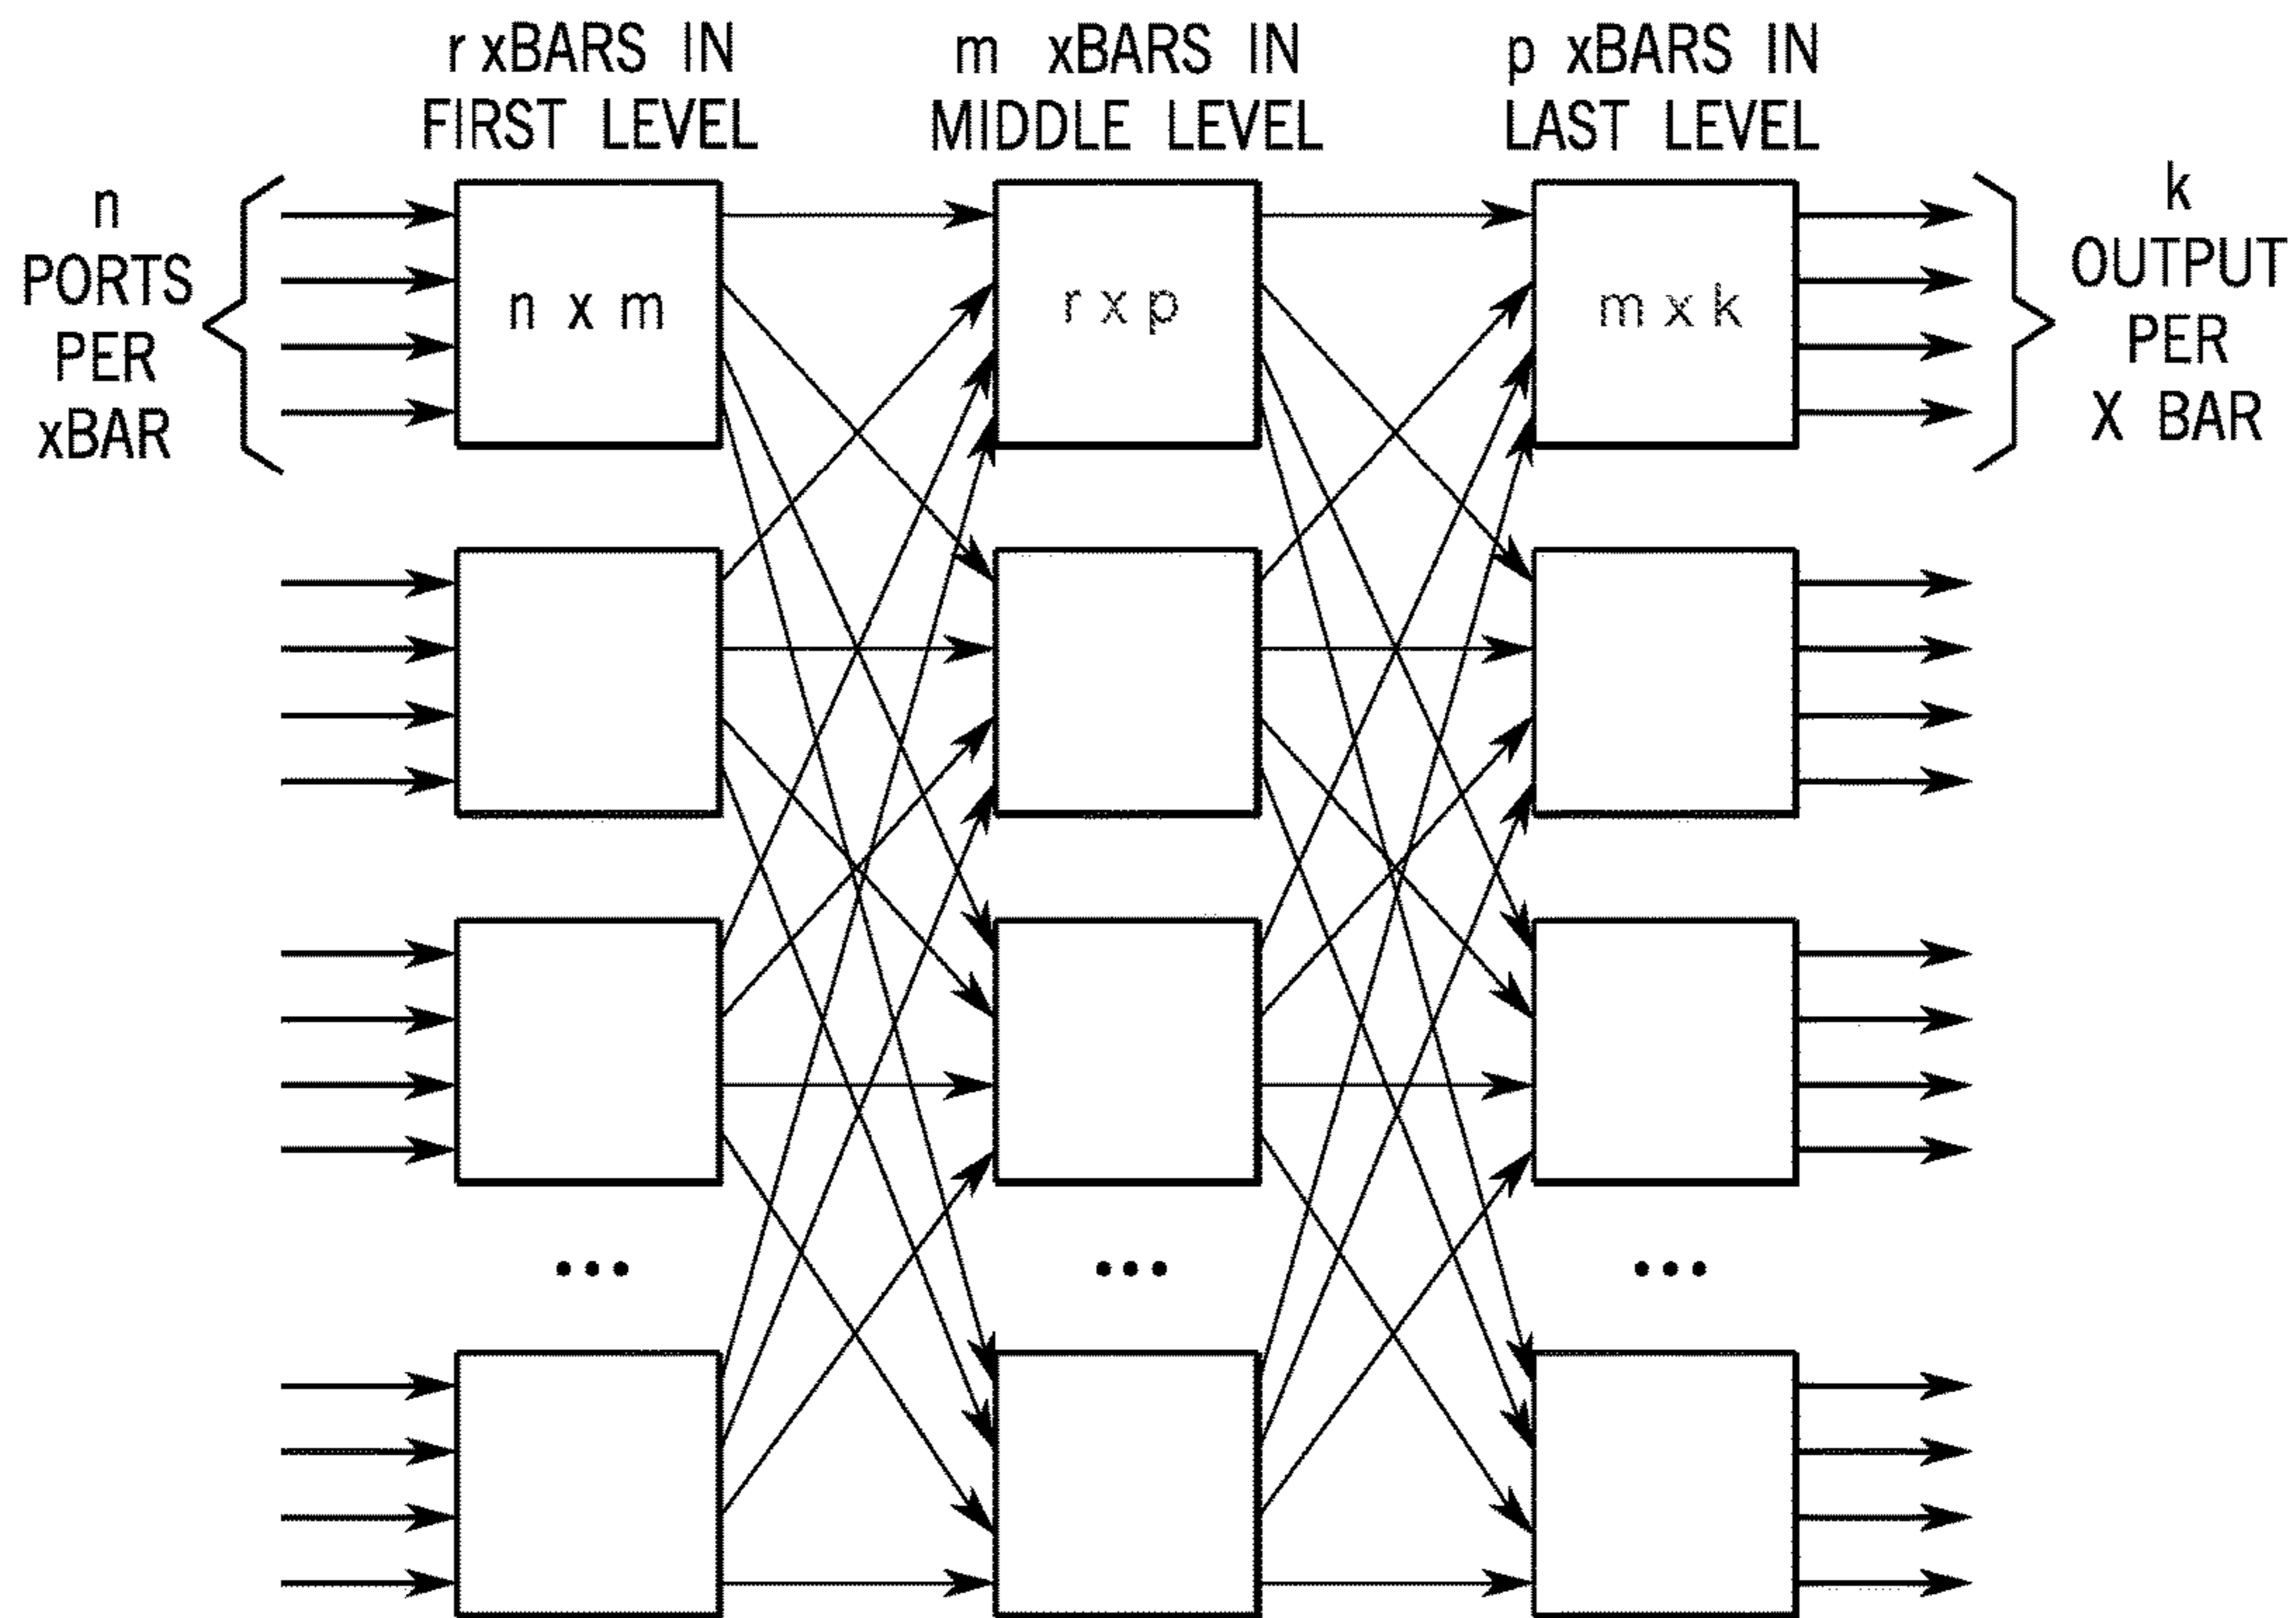 r xBARS IN
FIRST LEVEL
m xBARS IN
MIDDLE LEVEL
p xBARS IN
LAST LEVEL
n
PORTS
PER
xBAR
n x m
r x p
m x k
k
OUTPUT
PER
X BAR
...
...
...